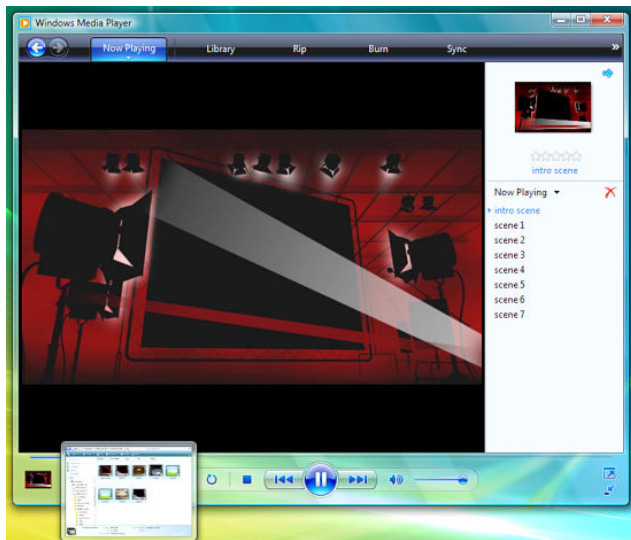 Windows Media Player
Now Playing Library Rip Burn Sync
intro scene
Now Playing
intro scene
scene 1
scene 2
scene 3
scene 4
scene 5
scene 6
scene 7